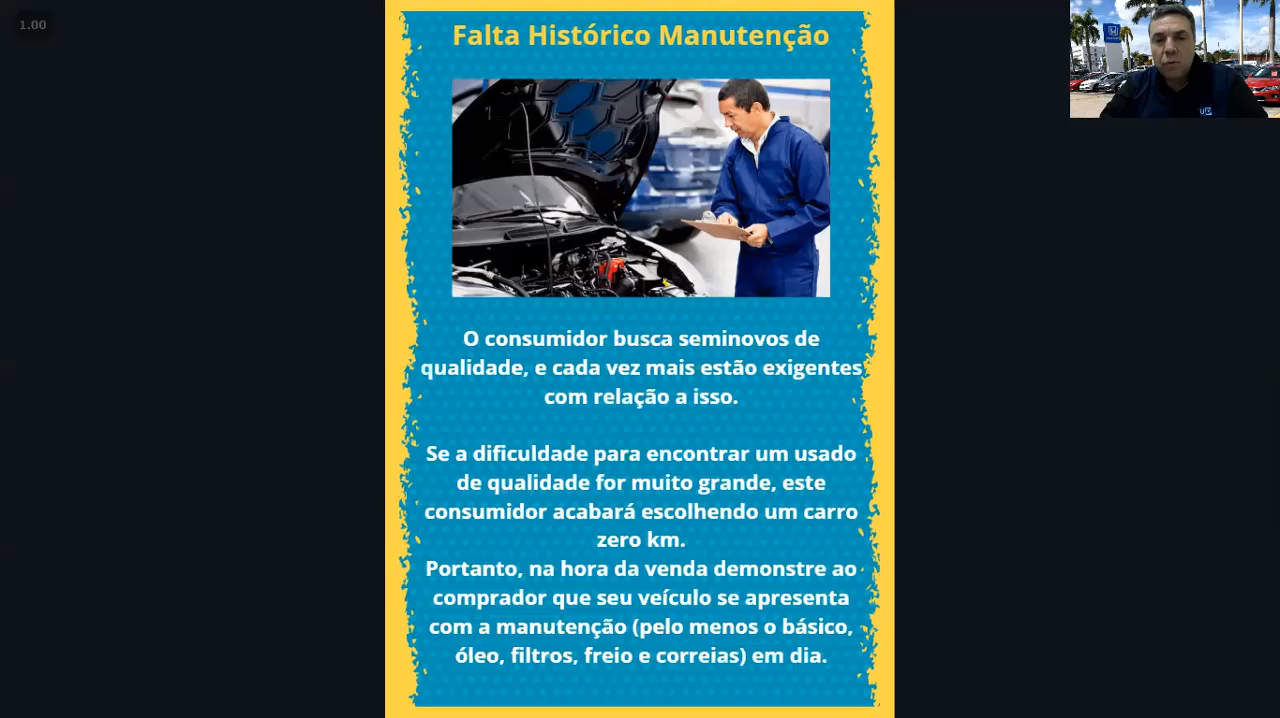 1.00
Falta Histórico Manutenção
O consumidor busca seminovos de
qualidade, e cada vez mais estão exigentes
com relação a isso.
Se a dificuldade para encontrar um usado
de qualidade for muito grande, este
consumidor acabará escolhendo um carro
zero km.
Portanto, na hora da venda demonstre ao
comprador que seu veículo se apresenta
com a manutenção (pelo menos o básico,
óleo, filtros, freio e correias) em dia.